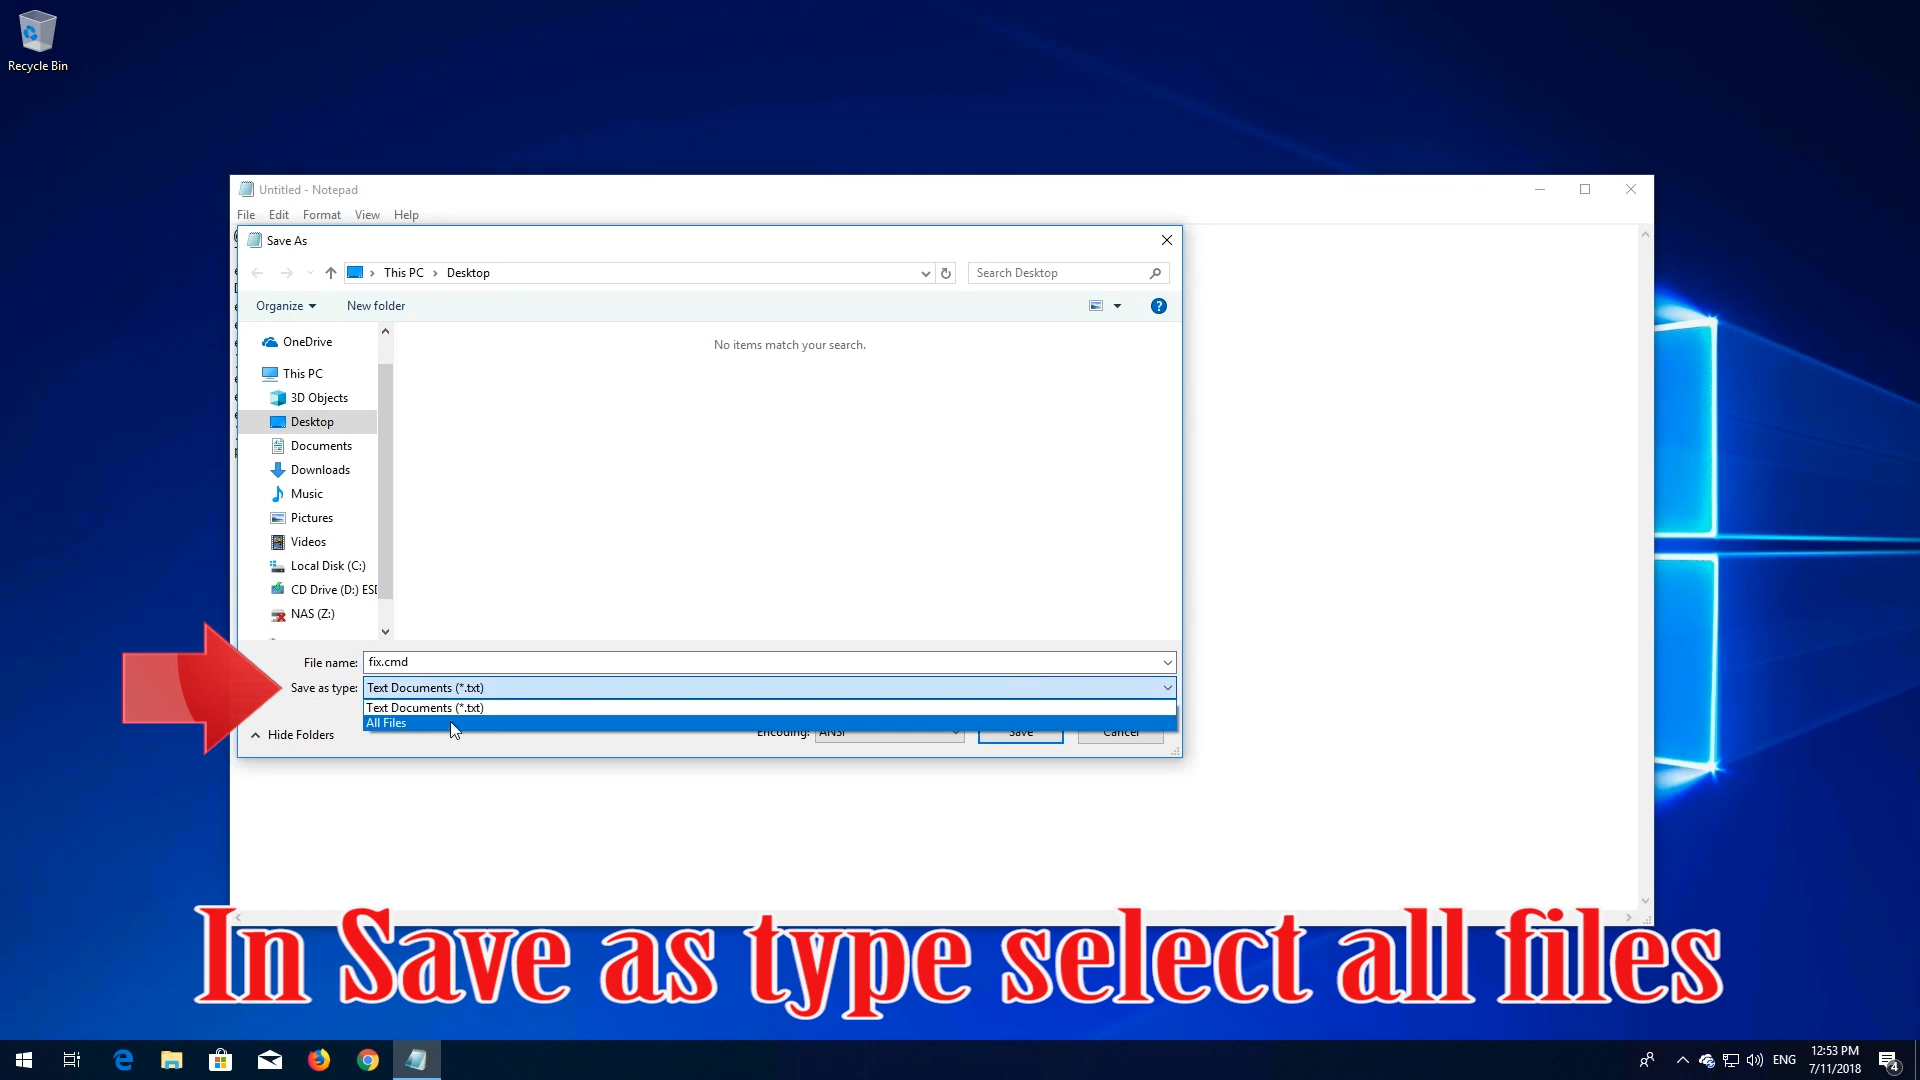 Recycle Bin
Untitled - Notepad
File Edit Format View Help
Save As
This PC Desktop
Search Desktop
Organize New folder
No items match your search.
OneDrive
This PC
3D Objects
Desktop
Documents
Downloads
Music
Pictures
Videos
Local Disk (C:)
CD Drive (D:) ESD
NAS (Z:)
File name: fix.cmd
Save as type: Text Documents (*.txt)
Text Documents (*.txt)
All Files
Hide Folders
Encoding: ANSI Save Cancel
In Save as type select all files
ENG
12:53 PM
7/11/2018
4